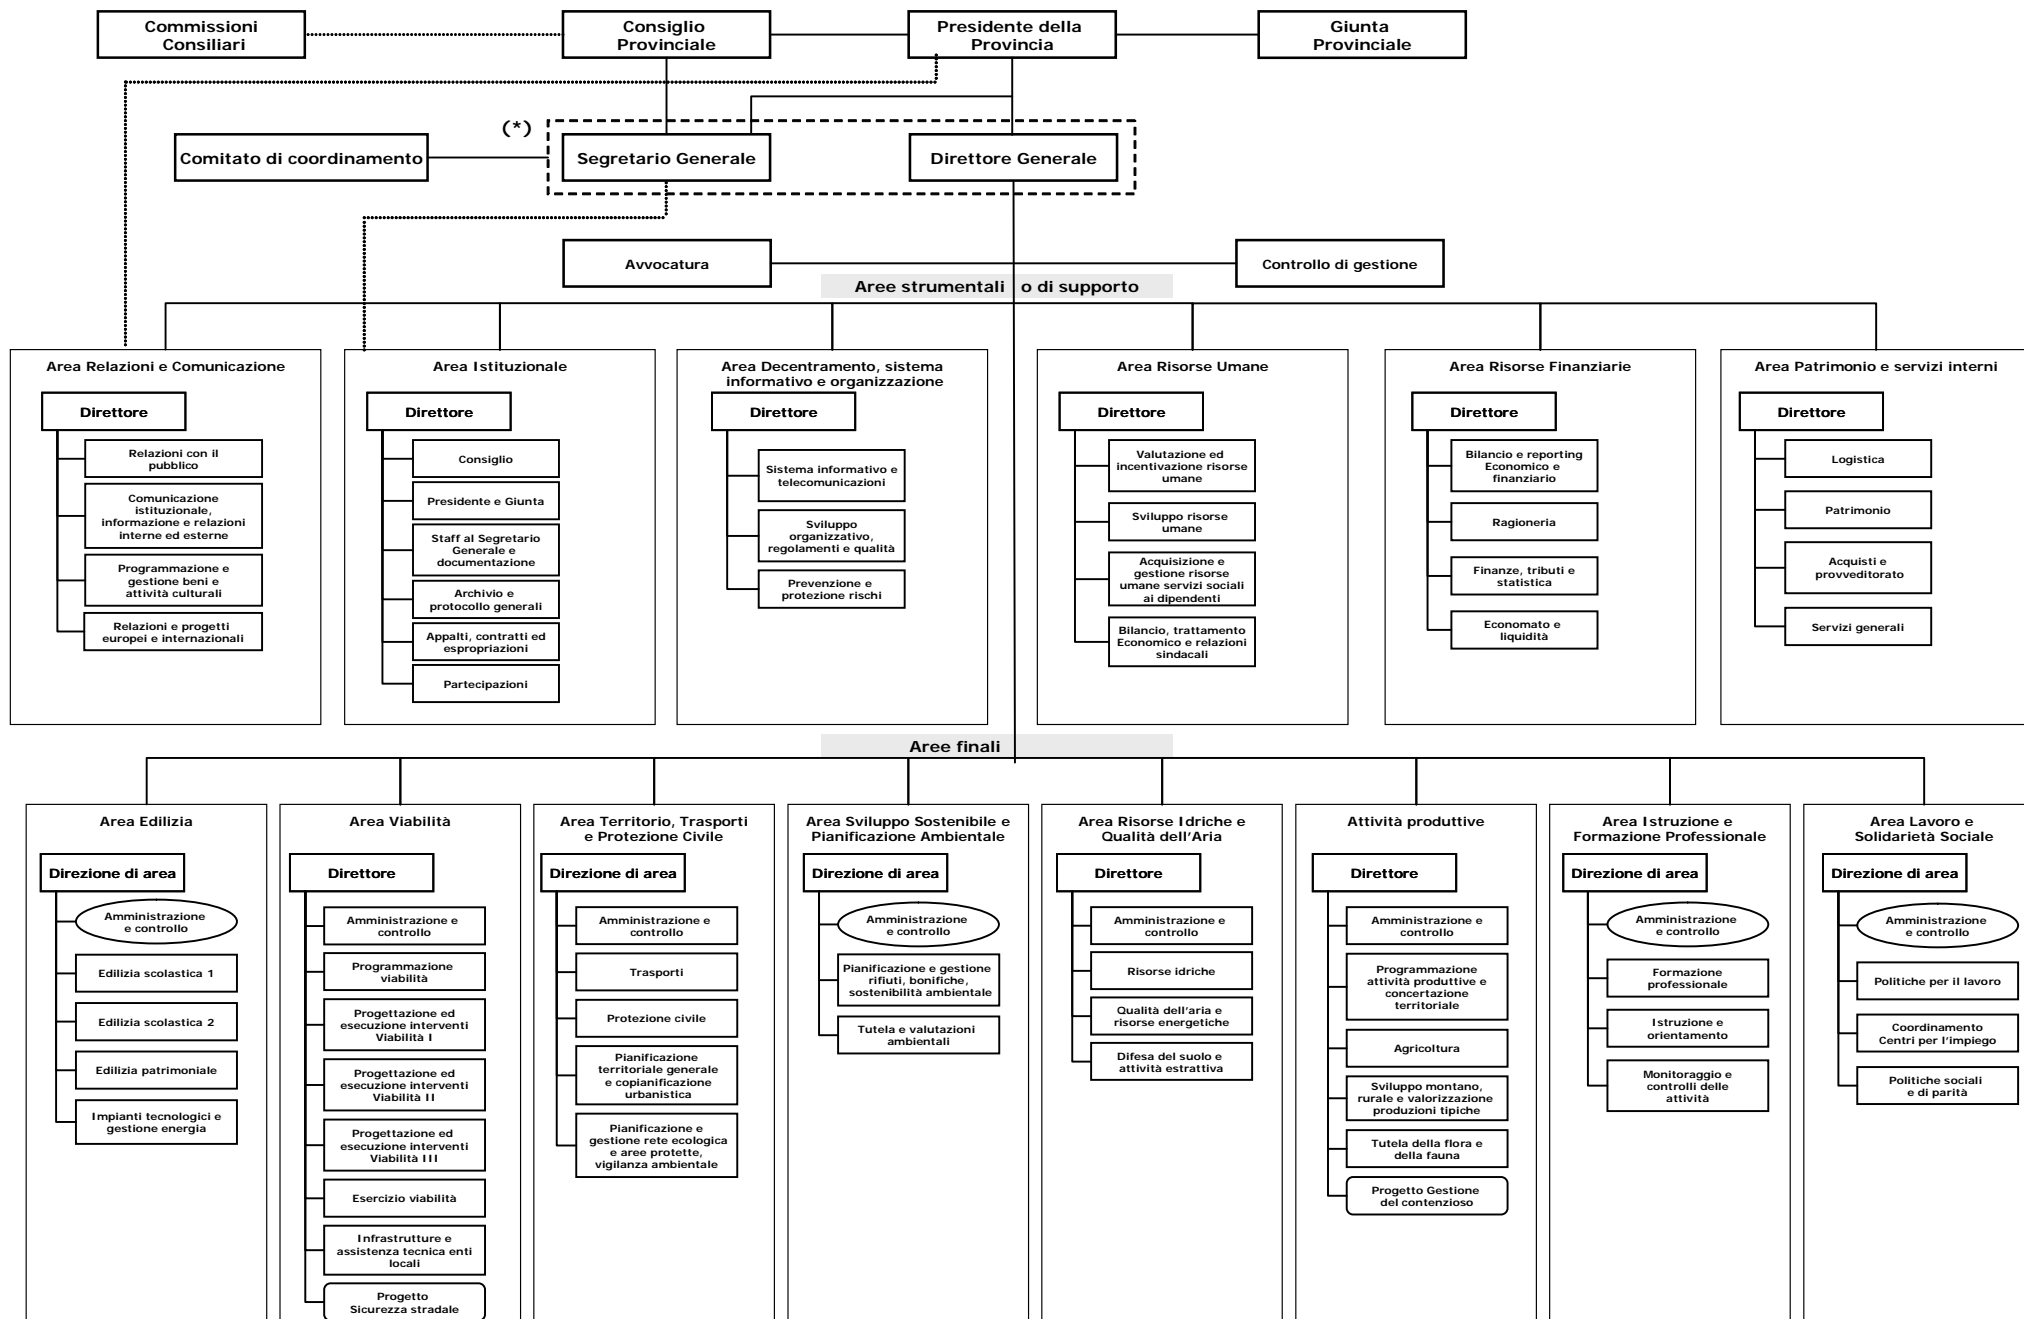 Commissioni
Consiliari
Consiglio
Provinciale
Presidente della
Provincia
Giunta
Provinciale
(*)
Comitato di coordinamento
Segretario Generale
Direttore Generale
Avvocatura
Controllo di gestione
Aree strumentali o di supporto
Area Relazioni e Comunicazione
Direttore
Relazioni con il
pubblico
Comunicazione
istituzionale,
informazione e relazioni
interne ed esterne
Programmazione e
gestione beni e
attività culturali
Relazioni e progetti
europei e internazionali
Area Istituzionale
Direttore
Consiglio
Presidente e Giunta
Staff al Segretario
Generale e
documentazione
Archivio e
protocollo generali
Appalti, contratti ed
espropriazioni
Partecipazioni
Area Decentramento, sistema
informativo e organizzazione
Direttore
Sistema informativo e
telecomunicazioni
Sviluppo
organizzativo,
regolamenti e qualità
Prevenzione e
protezione rischi
Area Risorse Umane
Direttore
Valutazione ed
incentivazione risorse
umane
Sviluppo risorse
umane
Acquisizione e
gestione risorse
umane servizi sociali
ai dipendenti
Bilancio, trattamento
Economico e relazioni
sindacali
Area Risorse Finanziarie
Direttore
Bilancio e reporting
Economico e
finanziario
Ragioneria
Finanze, tributi e
statistica
Economato e
liquidità
Area Patrimonio e servizi interni
Direttore
Logistica
Patrimonio
Acquisti e
provveditorato
Servizi generali
Aree finali
Area Edilizia
Direzione di area
Amministrazione
e controllo
Edilizia scolastica 1
Edilizia scolastica 2
Edilizia patrimoniale
Impianti tecnologici e
gestione energia
Area Viabilità
Direttore
Amministrazione e
controllo
Programmazione
viabilità
Progettazione ed
esecuzione interventi
Viabilità I
Progettazione ed
esecuzione interventi
Viabilità II
Progettazione ed
esecuzione interventi
Viabilità III
Esercizio viabilità
Infrastrutture e
assistenza tecnica enti
locali
Progetto
Sicurezza stradale
Area Territorio, Trasporti
e Protezione Civile
Direzione di area
Amministrazione e
controllo
Trasporti
Protezione civile
Pianificazione
territoriale generale
e copianificazione
urbanistica
Pianificazione e
gestione rete ecologica
e aree protette,
vigilanza ambientale
Area Sviluppo Sostenibile e
Pianificazione Ambientale
Direzione di area
Amministrazione
e controllo
Pianificazione e gestione
rifiuti, bonifiche,
sostenibilità ambientale
Tutela e valutazioni
ambientali
Area Risorse Idriche e
Qualità dell'Aria
Direttore
Amministrazione e
controllo
Risorse idriche
Qualità dell'aria e
risorse energetiche
Difesa del suolo e
attività estrattiva
Attività produttive
Direttore
Amministrazione e
controllo
Programmazione
attività produttive e
concertazione
territoriale
Agricoltura
Sviluppo montano,
rurale e valorizzazione
produzioni tipiche
Tutela della flora e
della fauna
Progetto Gestione
del contenzioso
Area Istruzione e
Formazione Professionale
Direzione di area
Amministrazione
e controllo
Formazione
professionale
Istruzione e
orientamento
Monitoraggio e
controlli delle
attività
Area Lavoro e
Solidarietà Sociale
Direzione di area
Amministrazione
e controllo
Politiche per il lavoro
Coordinamento
Centri per l'impiego
Politiche sociali
e di parità